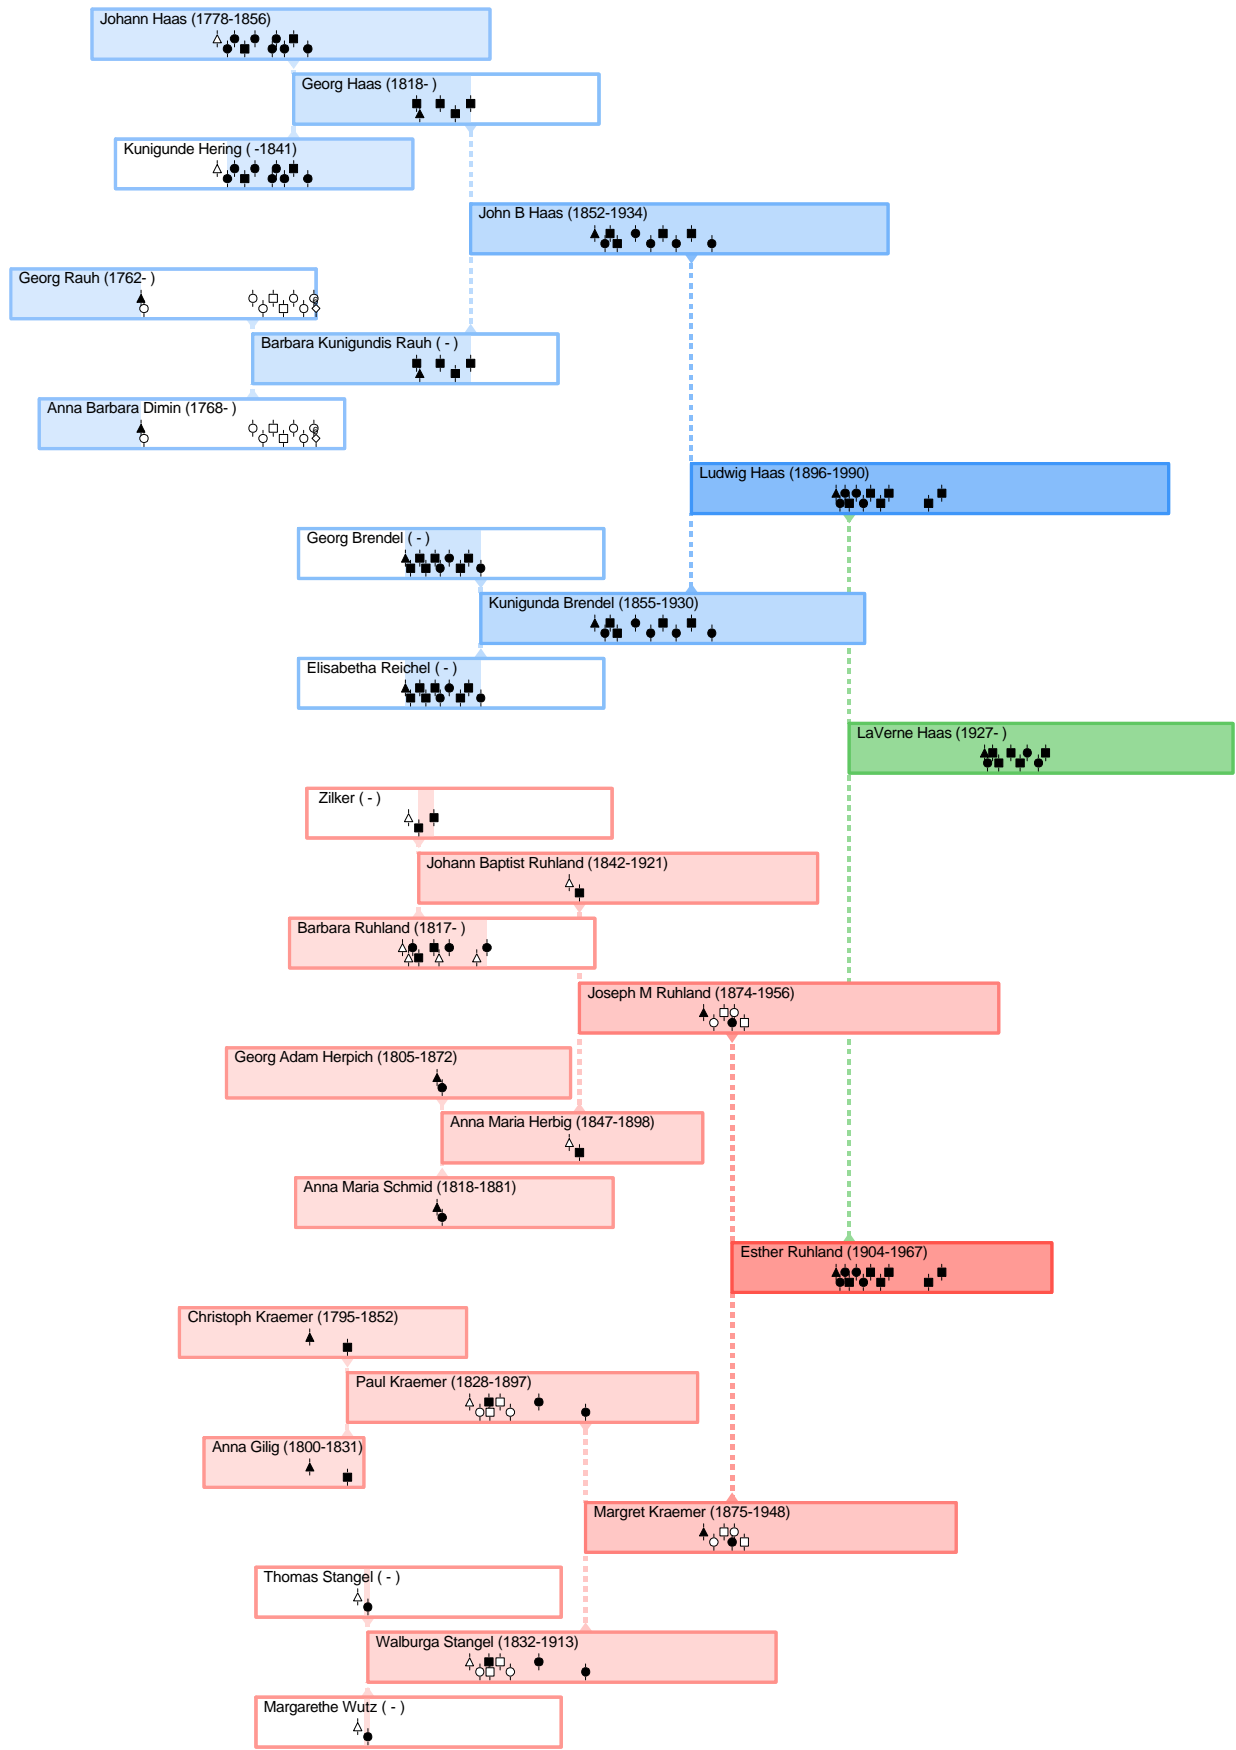 Johann Haas (1778-1856)
Georg Haas (1818- )
Kunigunde Hering ( -1841)
John B Haas (1852-1934)
Georg Rauh (1762- )
Barbara Kunigundis Rauh ( - )
Anna Barbara Dimin (1768- )
Ludwig Haas (1896-1990)
Georg Brendel ( - )
Kunigunda Brendel (1855-1930)
Elisabetha Reichel ( - )
LaVerne Haas (1927- )
Zilker ( - )
Johann Baptist Ruhland (1842-1921)
Barbara Ruhland (1817- )
Joseph M Ruhland (1874-1956)
Georg Adam Herpich (1805-1872)
Anna Maria Herbig (1847-1898)
Anna Maria Schmid (1818-1881)
Esther Ruhland (1904-1967)
Christoph Kraemer (1795-1852)
Paul Kraemer (1828-1897)
Anna Gilig (1800-1831)
Margret Kraemer (1875-1948)
Thomas Stangel ( - )
Walburga Stangel (1832-1913)
Margarethe Wutz ( - )